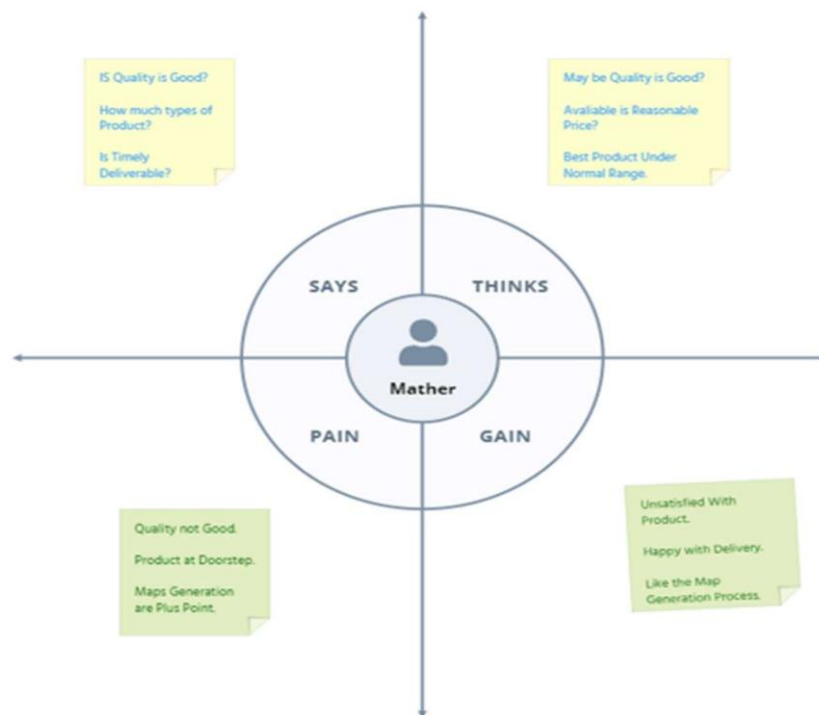 IS Quality is Good?
How much types of
Product?
Is Timely
Deliverable?
May be Quality is Good?
Avaliable is Reasonable
Price?
Best Product Under
Normal Range.
SAYS
THINKS
Mather
PAIN
GAIN
Quality not Good.
Product at Doorstep.
Maps Generation
are Plus Point.
Unsatisfied With
Product.
Happy with Delivery.
Like the Map
Generation Process.